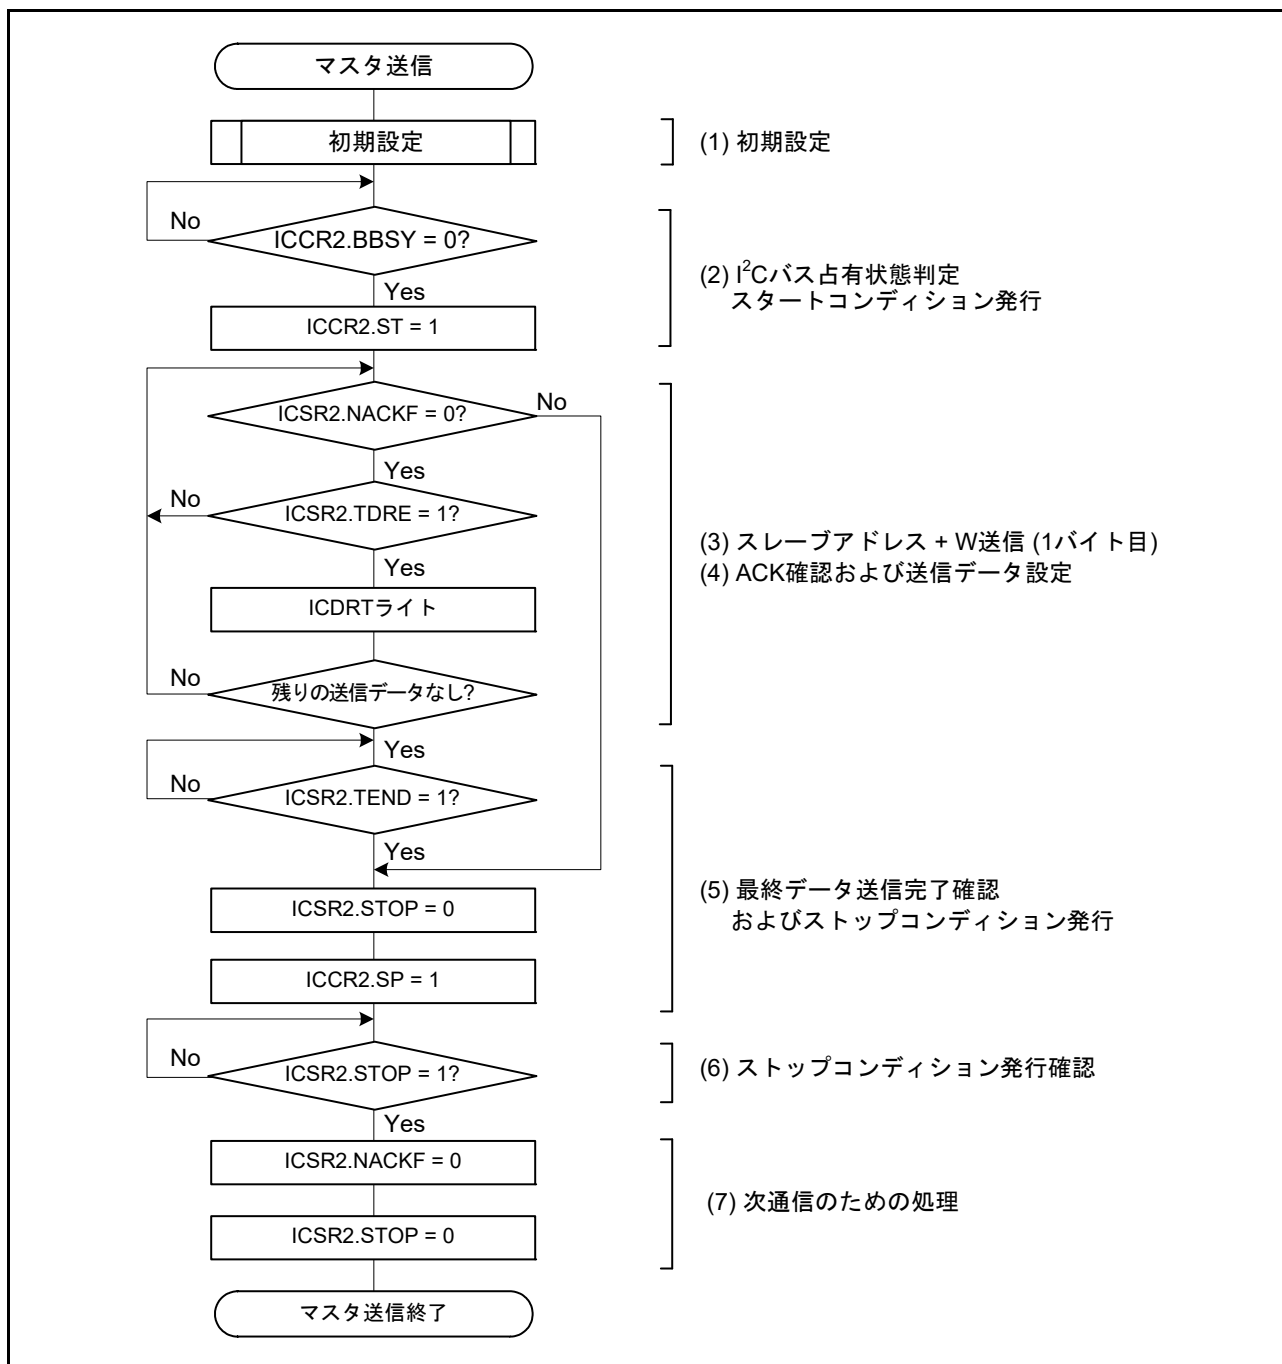 マスタ送信
初期設定
(1) 初期設定
No
ICCR2.BBSY = 0?
Yes
(2) I²Cバス占有状態判定
スタートコンディション発行
ICCR2.ST = 1
ICSR2.NACKF = 0?
No
Yes
No
ICSR2.TDRE = 1?
Yes
(3) スレーブアドレス + W送信 (1バイト目)
(4) ACK確認および送信データ設定
ICDRTライト
No
残りの送信データなし?
Yes
No
ICSR2.TEND = 1?
Yes
(5) 最終データ送信完了確認
およびストップコンディション発行
ICSR2.STOP = 0
ICCR2.SP = 1
No
ICSR2.STOP = 1?
(6) ストップコンディション発行確認
Yes
ICSR2.NACKF = 0
(7) 次通信のための処理
ICSR2.STOP = 0
マスタ送信終了